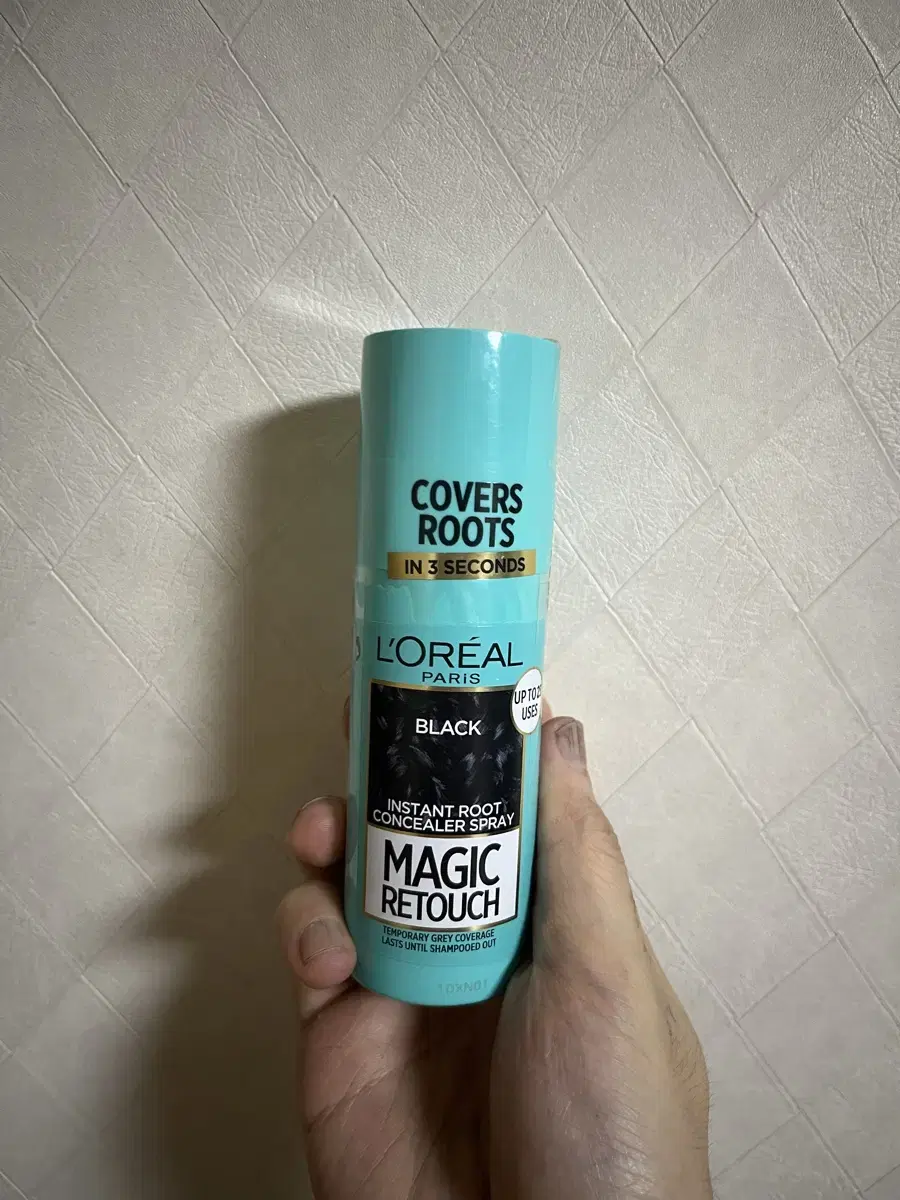 COVERS
ROOTS
IN 3 SECONDS
L'ORÉAL
PARiS
UP TO
USES
BLACK
INSTANT ROOT
CONCEALER SPRAY
MAGIC
RETOUCH
TEMPORARY GREY COVERAGE
LASTS UNTIL SHAMPOOED OUT